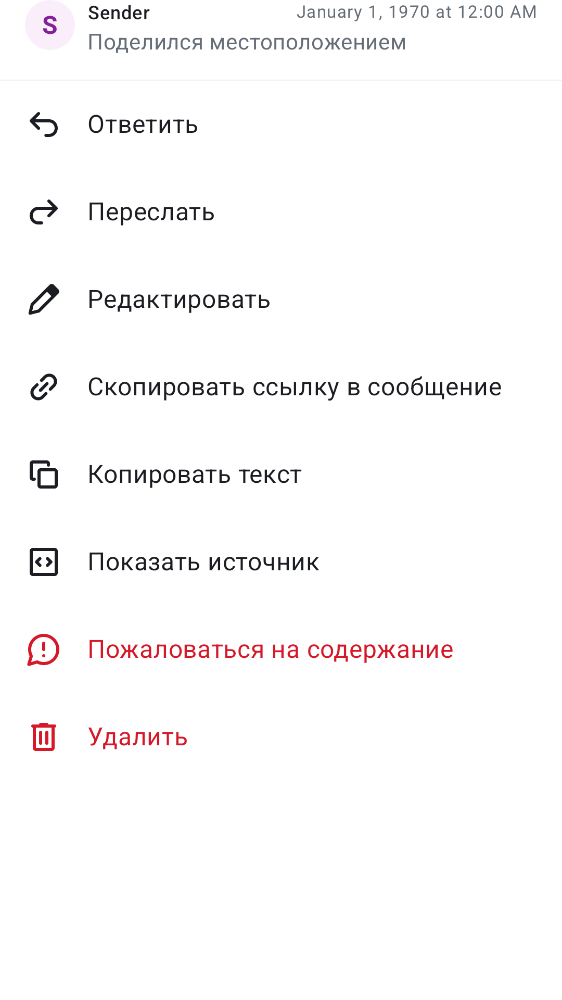 S
Sender
January 1, 1970 at 12:00 AM
Поделился местоположением
Ответить
Переслать
Редактировать
Скопировать ссылку в сообщение
Копировать текст
Показать источник
Пожаловаться на содержание
Удалить